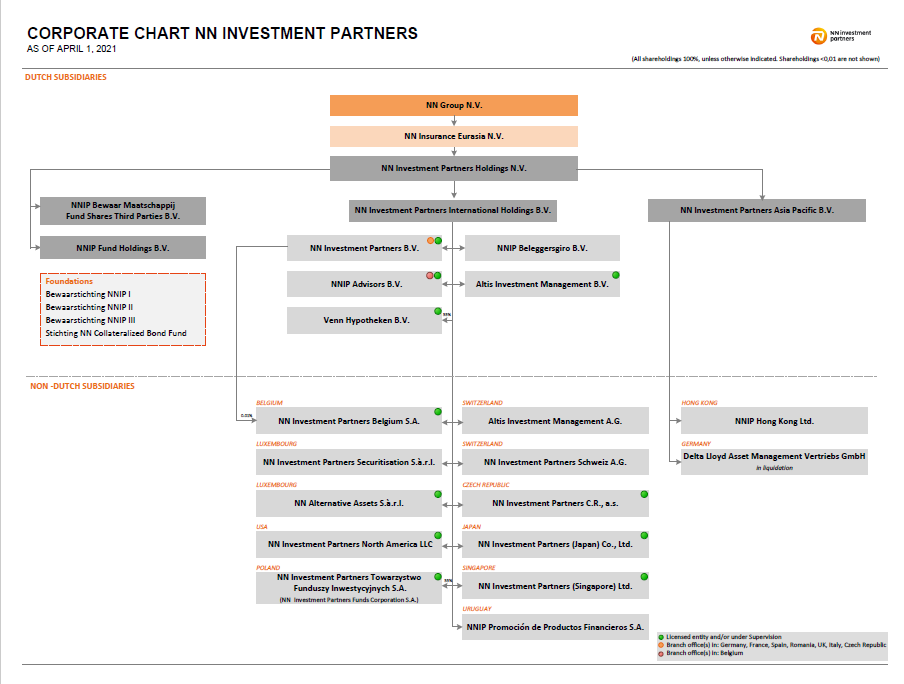 CORPORATE CHART NN INVESTMENT PARTNERS
AS OF APRIL 1, 2021
NN investment
partners
(All shareholdings 100%, unless otherwise indicated. Shareholdings <0,01 are not shown)
DUTCH SUBSIDIARIES
NN Group N.V.
NN Insurance Eurasia N.V.
NN Investment Partners Holdings N.V.
NNIP Bewaar Maatschappij
Fund Shares Third Parties B.V.
NN Investment Partners International Holdings B.V.
NN Investment Partners Asia Pacific B.V.
NNIP Fund Holdings B.V.
NN Investment Partners B.V.
NNIP Beleggersgiro B.V.
Foundations
Bewaarstichting NNIP I
Bewaarstichting NNIP II
Bewaarstichting NNIP III
Stichting NN Collateralized Bond Fund
NNIP Advisors B.V.
Altis Investment Management B.V.
Venn Hypotheken B.V.
NON -DUTCH SUBSIDIARIES
BELGIUM
0.01%
NN Investment Partners Belgium S.A.
SWITZERLAND
Altis Investment Management A.G.
HONG KONG
NNIP Hong Kong Ltd.
LUXEMBOURG
NN Investment Partners Securitisation S.à.r.l.
SWITZERLAND
NN Investment Partners Schweiz A.G.
GERMANY
Delta Lloyd Asset Management Vertriebs GmbH
in liquidation
LUXEMBOURG
NN Alternative Assets S.à.r.l.
CZECH REPUBLIC
NN Investment Partners C.R., a.s.
USA
NN Investment Partners North America LLC
JAPAN
NN Investment Partners (Japan) Co., Ltd.
POLAND
NN Investment Partners Towarzystwo
Funduszy Inwestycyjnych S.A.
(NN Investment Partners Funds Corporation S.A.)
SINGAPORE
NN Investment Partners (Singapore) Ltd.
URUGUAY
NNIP Promoción de Productos Financieros S.A.
Licensed entity and/or under Supervision
Branch office(s) in: Germany, France, Spain, Romania, UK, Italy, Czech Republic
Branch office(s) in: Belgium